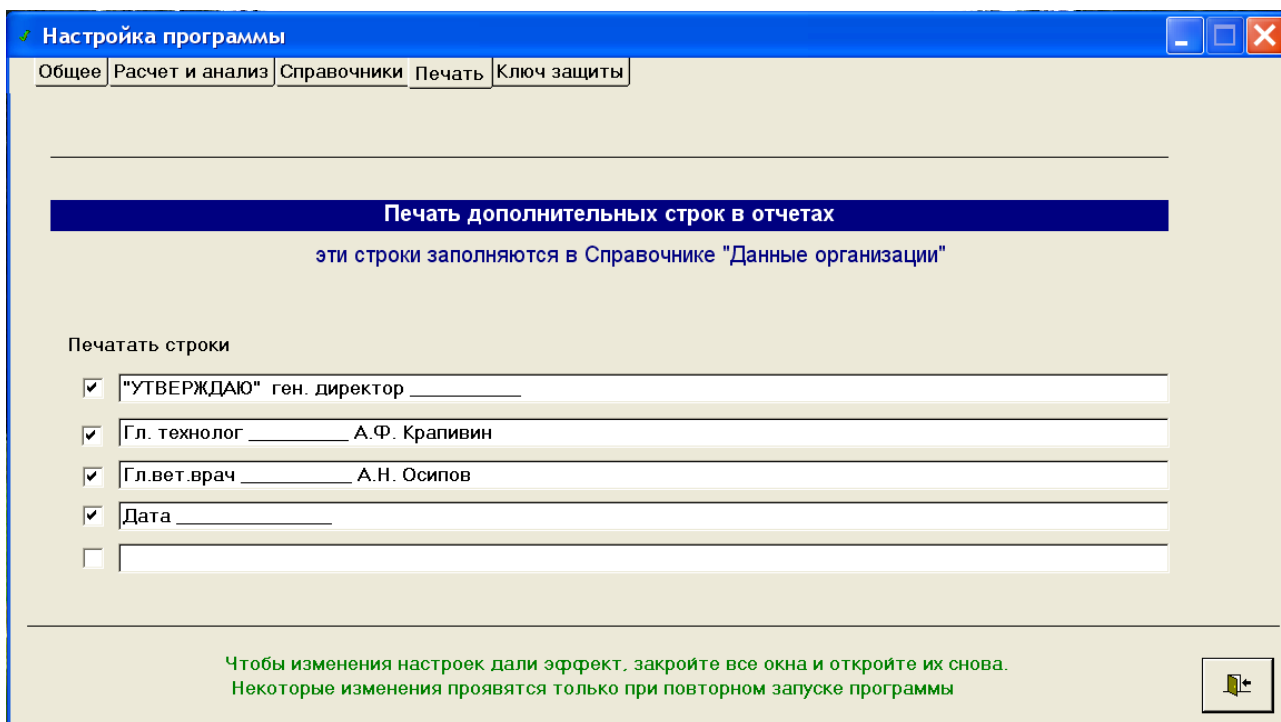 Настройка программы
Общее Расчет и анализ Справочники Печать Ключ защиты
Печать дополнительных строк в отчетах
эти строки заполняются в Справочнике "Данные организации"
Печатать строки
"УТВЕРЖДАЮ"  ген. директор __________
Гл. технолог _________ А.Ф. Крапивин
Гл.вет.врач __________ А.Н. Осипов
Дата ______________
Чтобы изменения настроек дали эффект, закройте все окна и откройте их снова.
Некоторые изменения проявятся только при повторном запуске программы